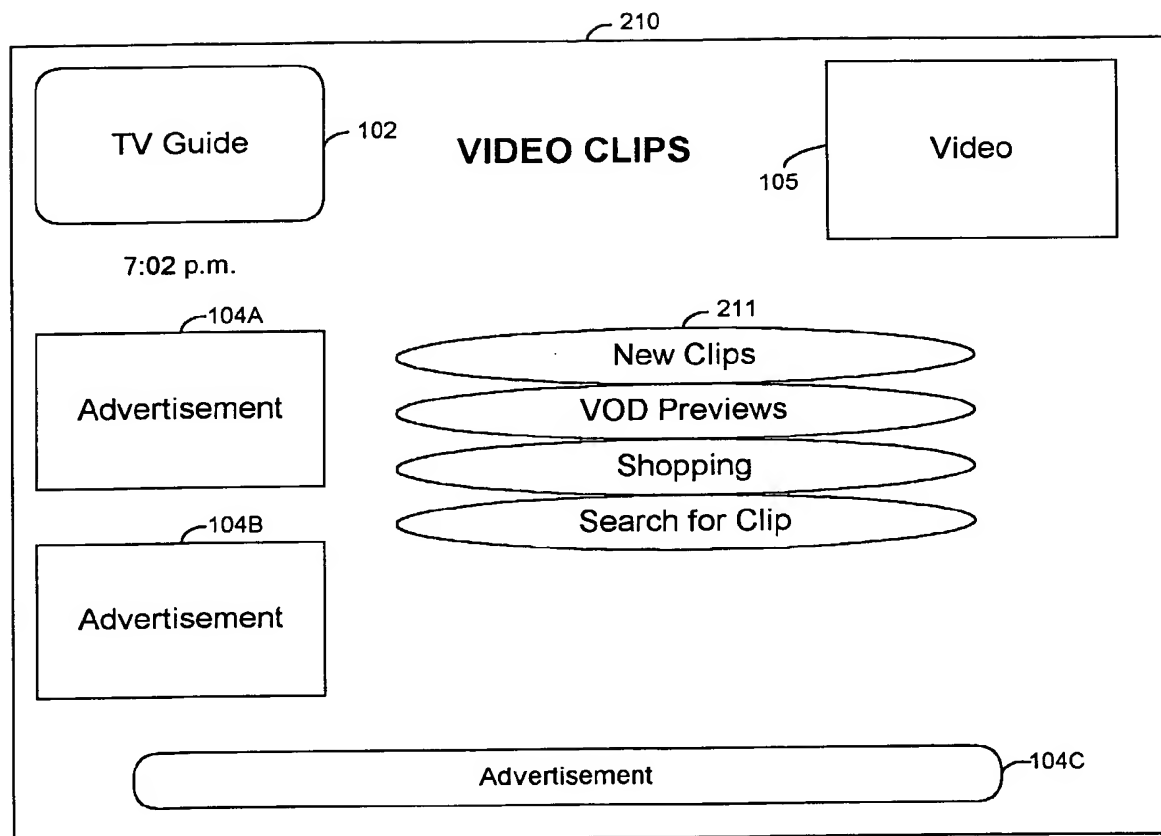 210
TV Guide
102
VIDEO CLIPS
Video
105
7:02 p.m.
104A
Advertisement
211
New Clips
VOD Previews
Shopping
Search for Clip
104B
Advertisement
Advertisement
104C